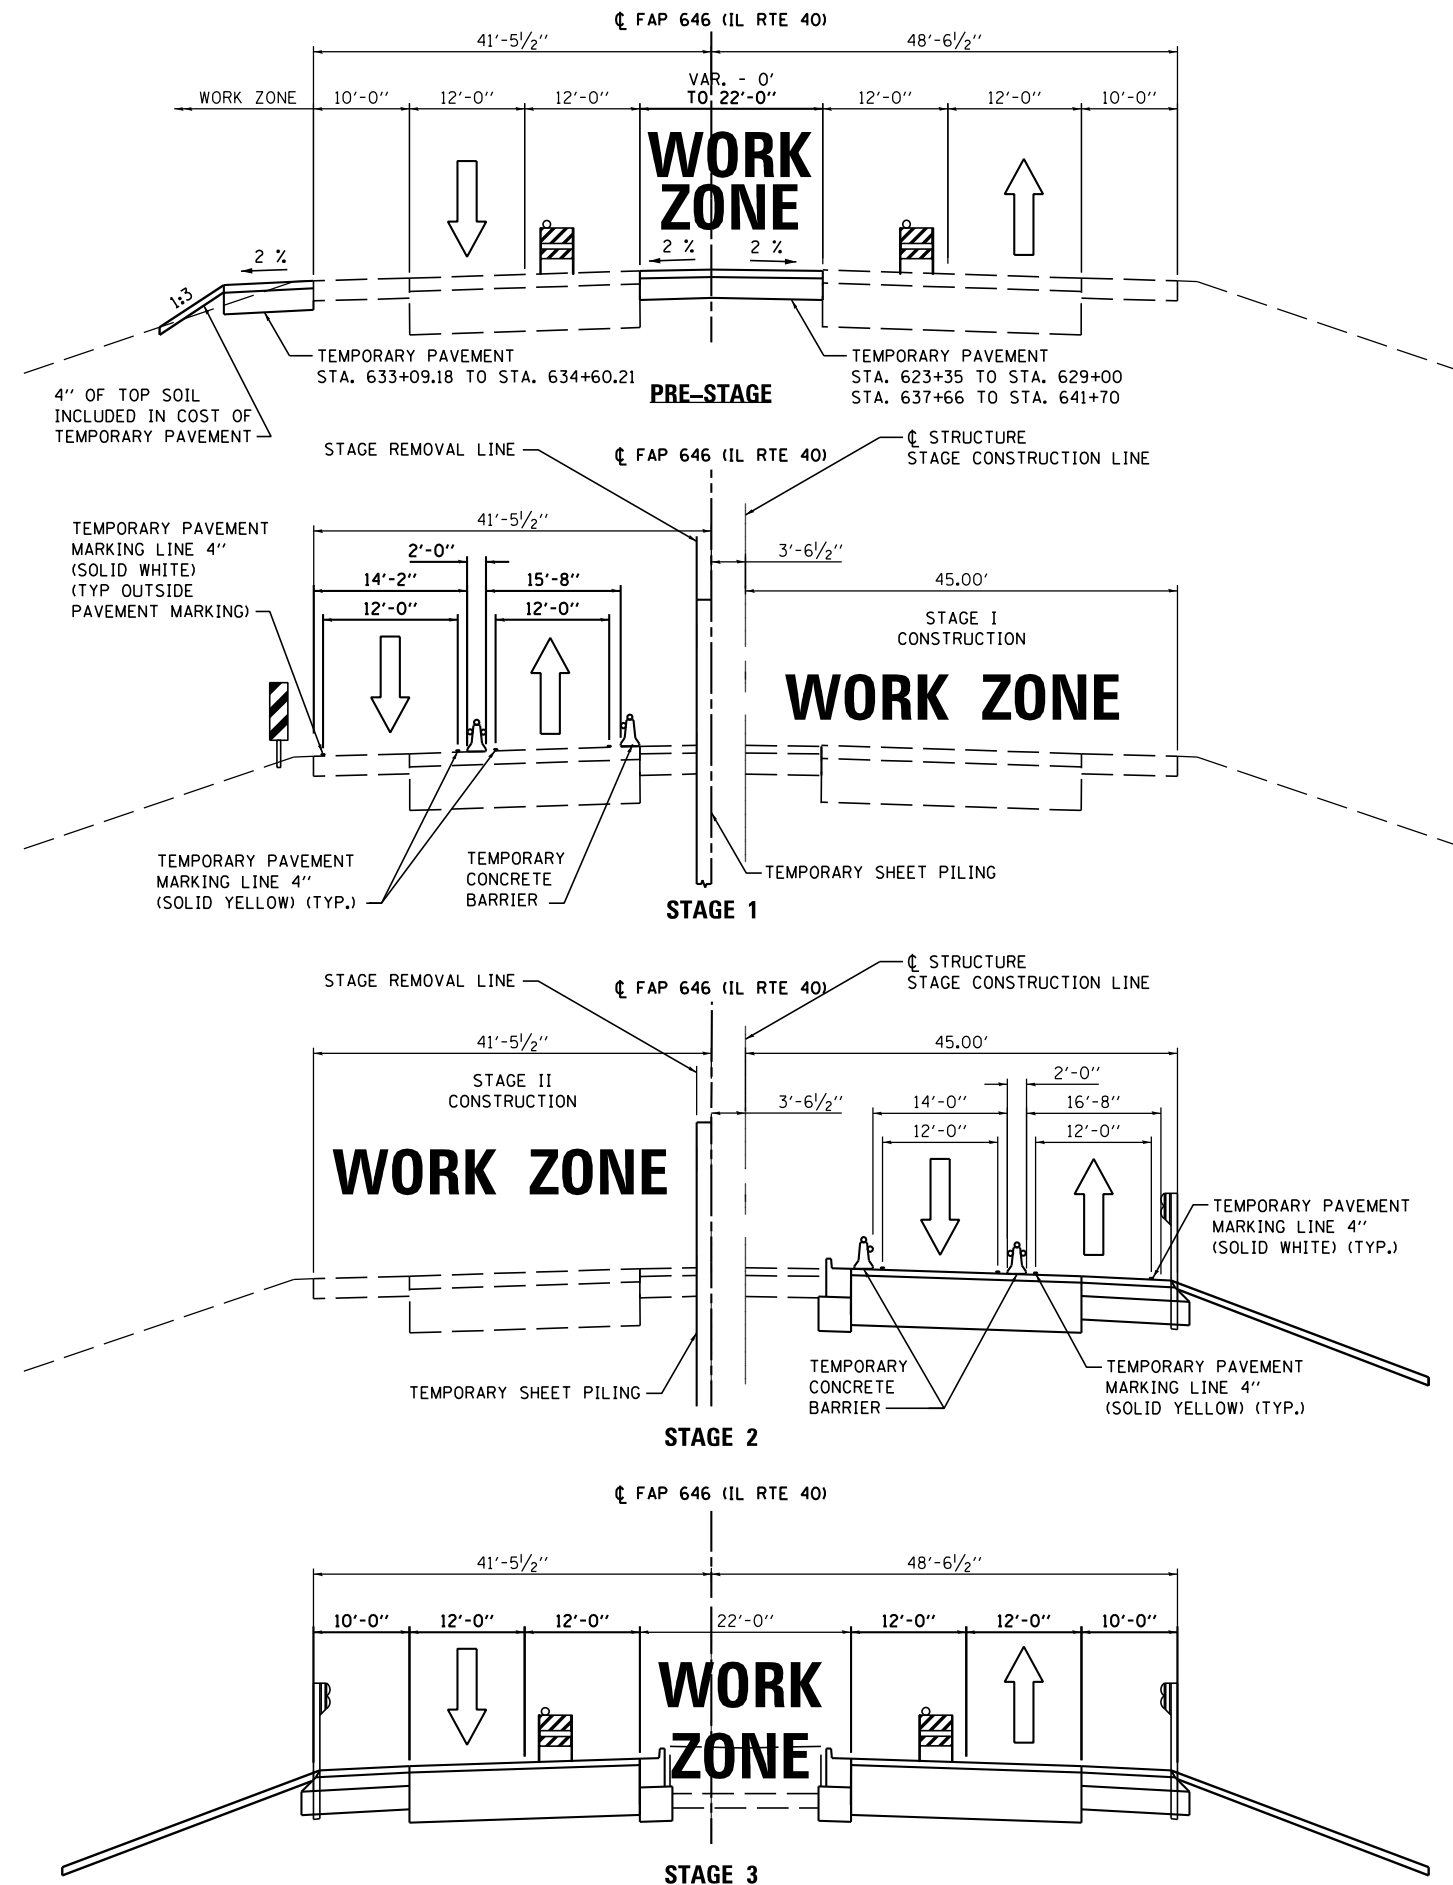 ℄ FAP 646 (IL RTE 40)
41'-5½"
48'-6½"
VAR. - 0'
WORK ZONE
10'-0"
12'-0"
12'-0"
TO 22'-0"
12'-0"
12'-0"
10'-0"
WORK
ZONE
2 %
2 %
2 %
1:3
TEMPORARY PAVEMENT
STA. 633+09.18 TO STA. 634+60.21
TEMPORARY PAVEMENT
STA. 623+35 TO STA. 629+00
STA. 637+66 TO STA. 641+70
4" OF TOP SOIL
INCLUDED IN COST OF
TEMPORARY PAVEMENT
PRE-STAGE
STAGE REMOVAL LINE
℄ FAP 646 (IL RTE 40)
℄ STRUCTURE
STAGE CONSTRUCTION LINE
41'-5½"
TEMPORARY PAVEMENT
MARKING LINE 4"
(SOLID WHITE)
(TYP OUTSIDE
PAVEMENT MARKING)
2'-0"
3'-6½"
14'-2"
15'-8"
45.00'
12'-0"
12'-0"
STAGE I
CONSTRUCTION
WORK ZONE
TEMPORARY PAVEMENT
MARKING LINE 4"
(SOLID YELLOW) (TYP.)
TEMPORARY
CONCRETE
BARRIER
TEMPORARY SHEET PILING
STAGE 1
STAGE REMOVAL LINE
℄ FAP 646 (IL RTE 40)
℄ STRUCTURE
STAGE CONSTRUCTION LINE
41'-5½"
45.00'
STAGE II
CONSTRUCTION
2'-0"
3'-6½"
14'-0"
16'-8"
12'-0"
12'-0"
WORK ZONE
TEMPORARY PAVEMENT
MARKING LINE 4"
(SOLID WHITE) (TYP.)
TEMPORARY SHEET PILING
TEMPORARY
CONCRETE
BARRIER
TEMPORARY PAVEMENT
MARKING LINE 4"
(SOLID YELLOW) (TYP.)
STAGE 2
℄ FAP 646 (IL RTE 40)
41'-5½"
48'-6½"
10'-0"
12'-0"
12'-0"
22'-0"
12'-0"
12'-0"
10'-0"
WORK
ZONE
STAGE 3